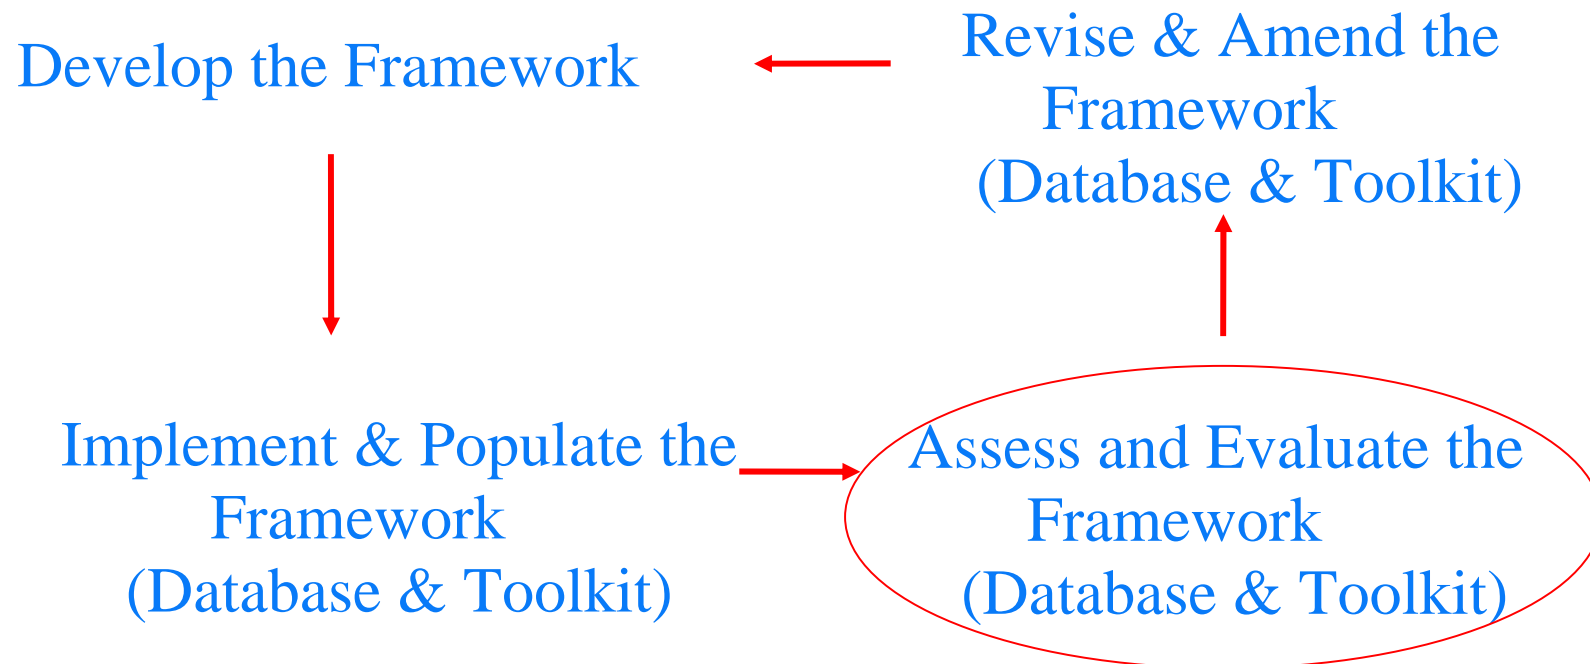 Develop the Framework
Revise & Amend the
Framework
(Database & Toolkit)
Implement & Populate the
Framework
(Database & Toolkit)
Assess and Evaluate the
Framework
(Database & Toolkit)